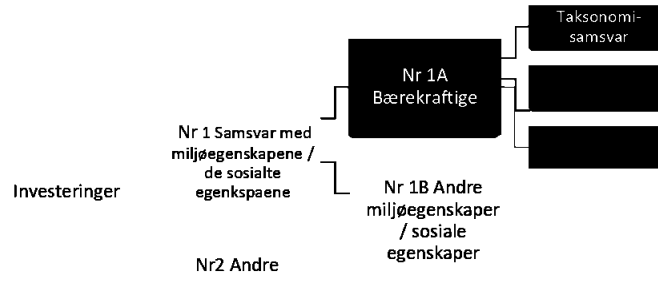 Taksonomi-
samsvar
Nr 1A
Bærekraftige
Nr 1 Samsvar med
miljøegenskapene /
de sosialte
egenkspaene
Investeringer
Nr 1B Andre
miljøegenskaper
/ sosiale
egenskaper
Nr2 Andre